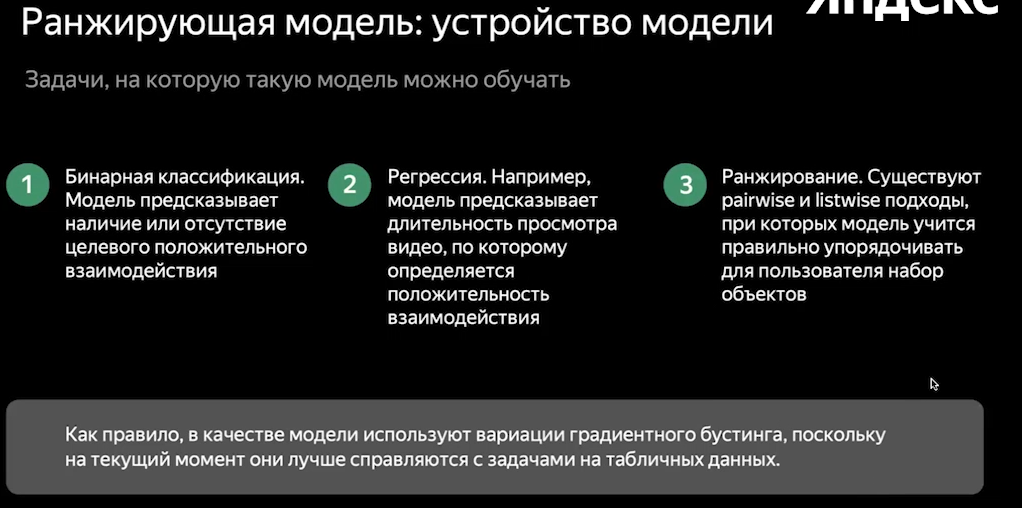 Яндекс
Ранжирующая модель: устройство модели
Задачи, на которую такую модель можно обучать
1
Бинарная классификация.
Модель предсказывает
наличие или отсутствие
целевого положительного
взаимодействия
2
Регрессия. Например,
модель предсказывает
длительность просмотра
видео, по которому
определяется
положительность
взаимодействия
3
Ранжирование. Существуют
pairwise и listwise подходы,
при которых модель учится
правильно упорядочивать
для пользователя набор
объектов
Как правило, в качестве модели используют вариации градиентного бустинга, поскольку
на текущий момент они лучше справляются с задачами на табличных данных.